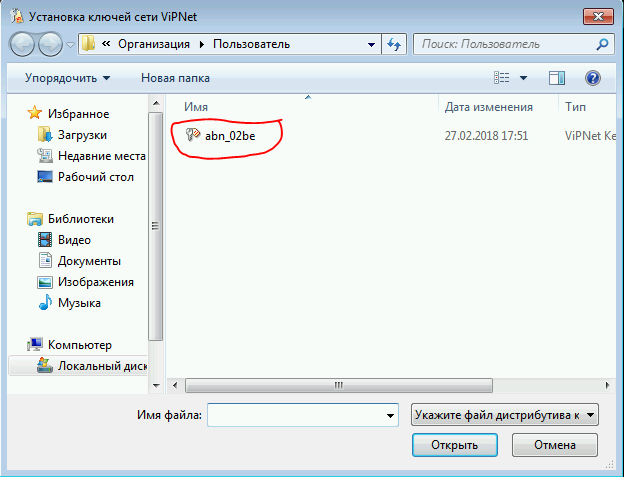 Установка ключей сети ViPNet
« Организация Пользователь
Поиск: Пользователь
Упорядочить
Новая папка
Имя
Дата изменения
Тип
Избранное
Загрузки
Недавние места
Рабочий стол
Библиотеки
Видео
Документы
Изображения
Музыка
Компьютер
Локальный диск
abn_02be
27.02.2018 17:51
ViPNet Ke
Имя файла:
Укажите файл дистрибутива к
Открыть
Отмена